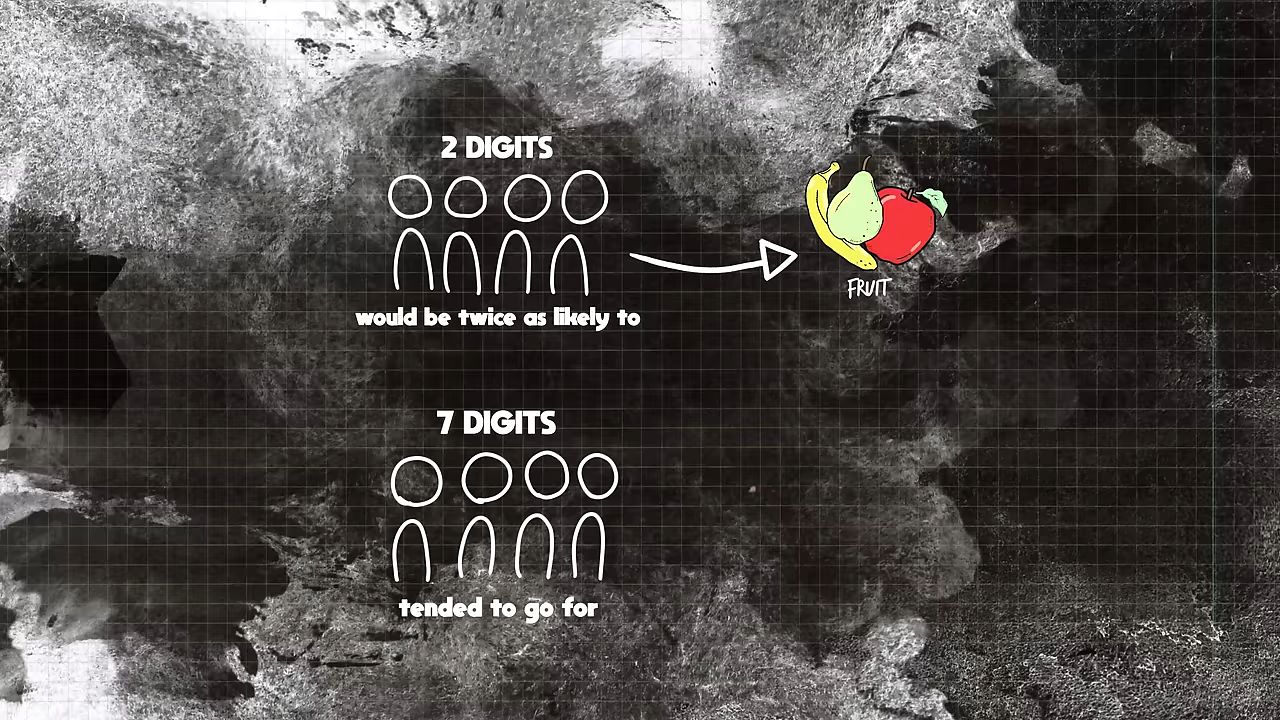 2 DIGITS
would be twice as likely to
FRUIT
7 DIGITS
tended to go for